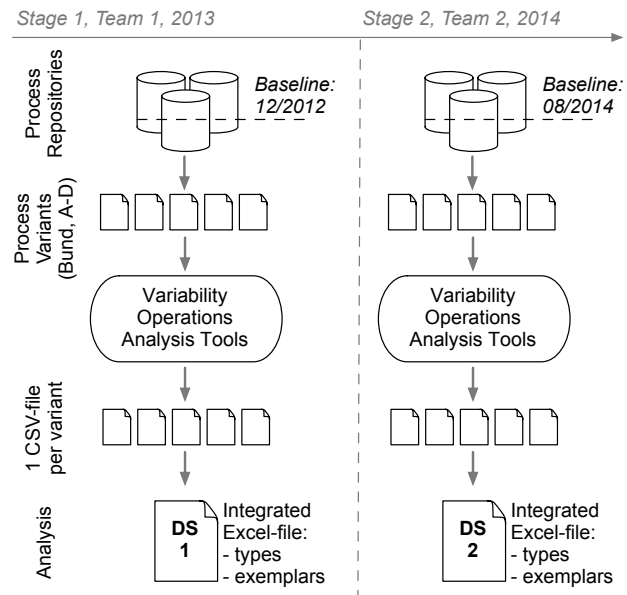 Stage 1, Team 1, 2013
Stage 2, Team 2, 2014
Process
Repositories
Baseline:
12/2012
Baseline:
08/2014
Process
Variants
(Bund, A-D)
Variability
Operations
Analysis Tools
Variability
Operations
Analysis Tools
1 CSV-file
per variant
Analysis
DS
1
Integrated
Excel-file:
- types
- exemplars
DS
2
Integrated
Excel-file:
- types
- exemplars